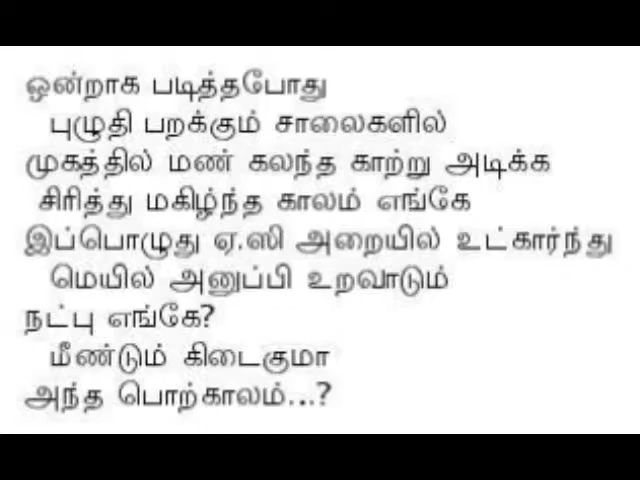 ஒன்றாக படித்தபோது
புழுதி பறக்கும் சாலைகளில்
முகத்தில் மண் கலந்த காற்று அடிக்க
சிரித்து மகிழ்ந்த காலம் எங்கே
இப்பொழுது ஏ.ஸி அறையில் உட்கார்ந்து
மெயில் அனுப்பி உறவாடும்
நட்பு எங்கே?
மீண்டும் கிடைகுமா
அந்த பொற்காலம்...?